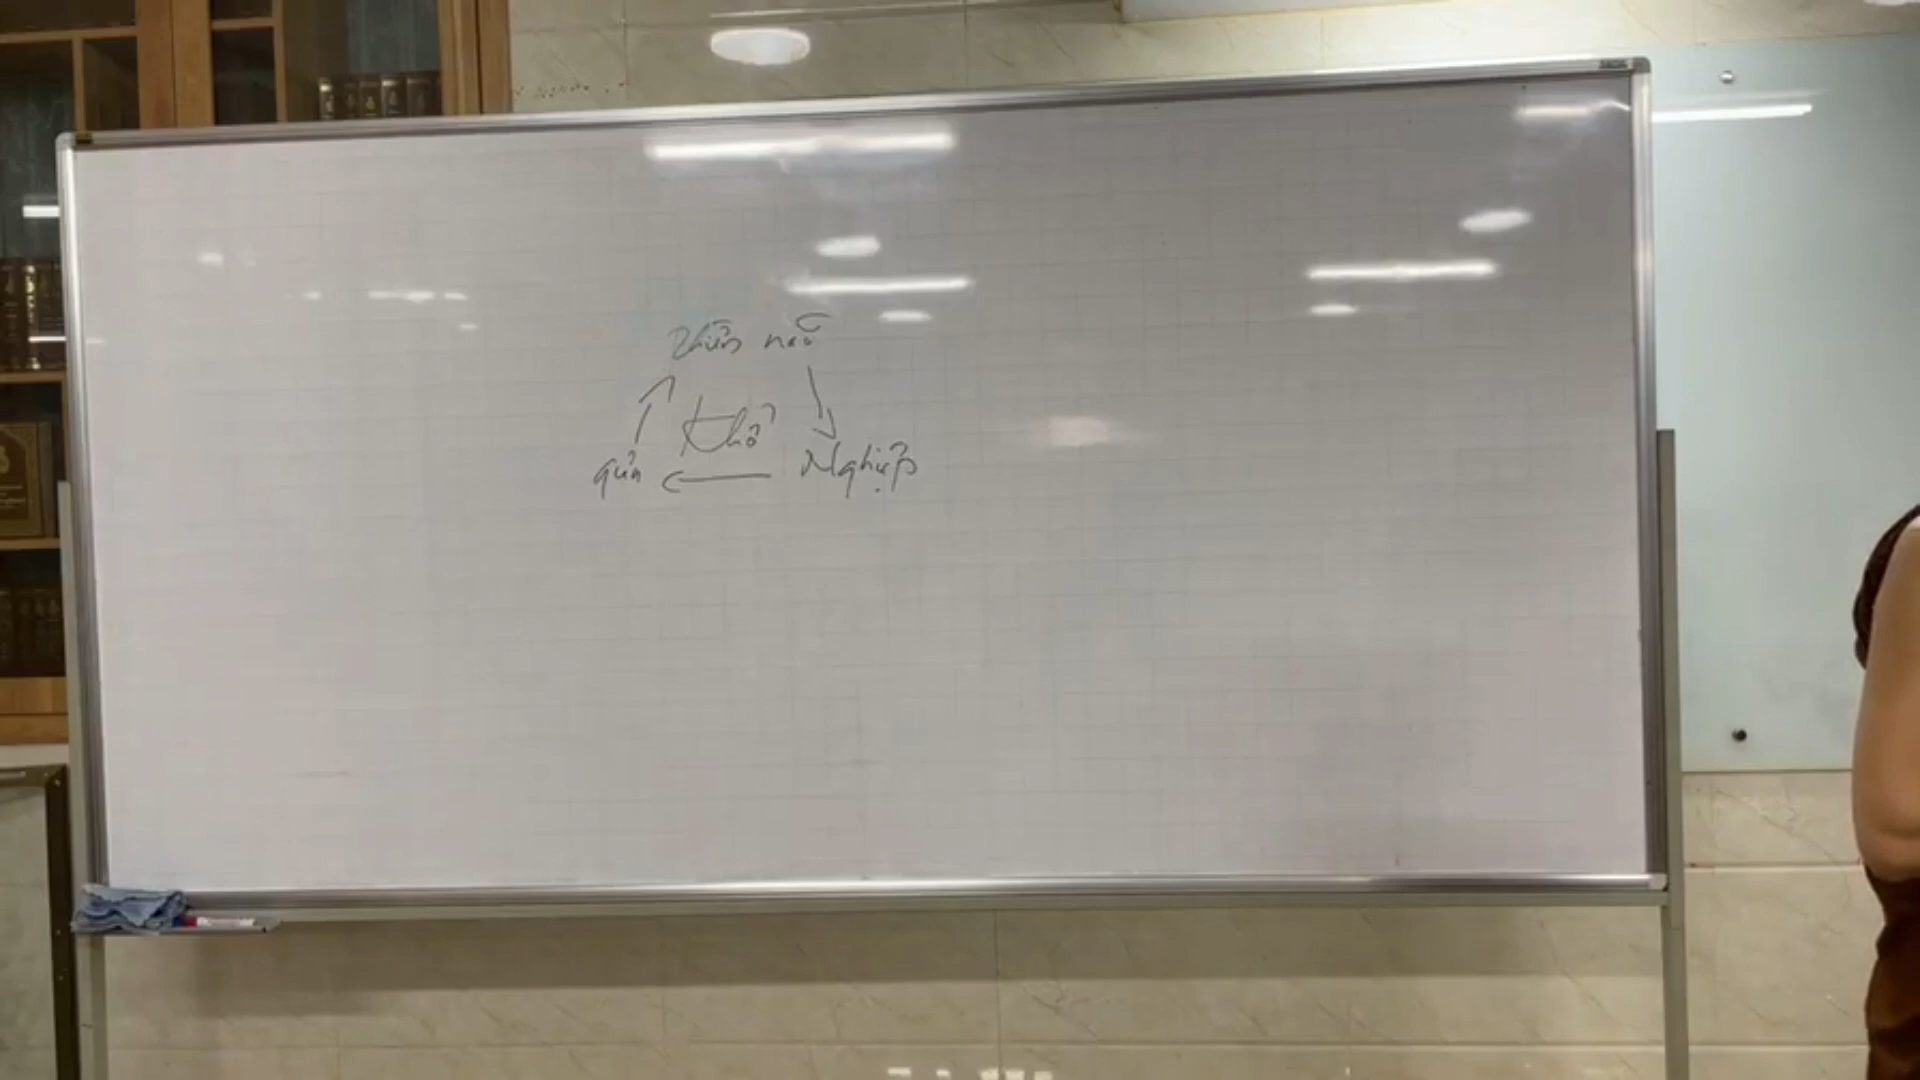 Phiền não
Khổ
quả
Nghiệp